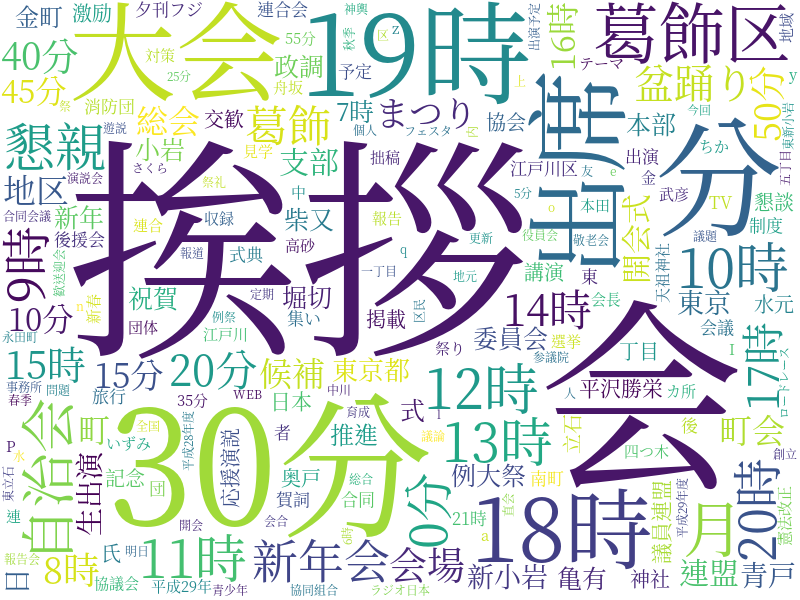 金町
激励
夕刊フジ
連合会
55分
神輿
秋季
区
z
出演予定
16時
葛飾区
地域
40分
大会
対策
25分
政調
舟坂
予定
19時
テーマ
盆踊り
y
45分
消防団
祭
総会
交歓
葛飾
7時
まつり
個人
フェスタ
内
協会
出席
上
本部
今回
50分
東新小岩
五丁目
懇親
遊説
小岩
見学
支部
拙稿
江戸川区
出演
分
ちか
地区
演説会
さくら
祭礼
中
5分
友
e
金
武彦
懇談
合同会議
新年
連合
収録
柴又
報告
o
本田
TV
制度
9時
後援会
報道
式典
高砂
q
役員会
敬老会
開会式
議題
歓送迎会
挨拶
更新
講演
東
天祖神社
10時
新春
祝賀
堀切
一丁目
地元
10分
団体
定期
集い
掲載
区民
14時
会長
東京
水元
永田町
例祭
江戸川
祭り
委員会
選挙
会議
15時
15分
20分
候補
東京都
参議院
会
丁目
I
17時
事務所
問題
春季
旅行
WEB
中川
12時
平沢勝栄
カ所
ロードレース
35分
日本
式
人
自治会
町
全国
平成28年度
者
育成
13時
立石
後
町会
P
水
いずみ
30分
応援演説
推進
議論
四つ木
創立
東立石
生出演
記念
奥戸
総合
例大祭
南町
20時
団
賀詞
合同
0分
議員連盟
平成29年度
憲法改正
連
18時
月
開会
会合
6時
21時
直会
a
報告会
氏
明日
11時
新年会
会場
日
8時
協議会
平成29年
青少年
協同組合
ラジオ日本
新小岩
亀有
神社
連盟
青戸